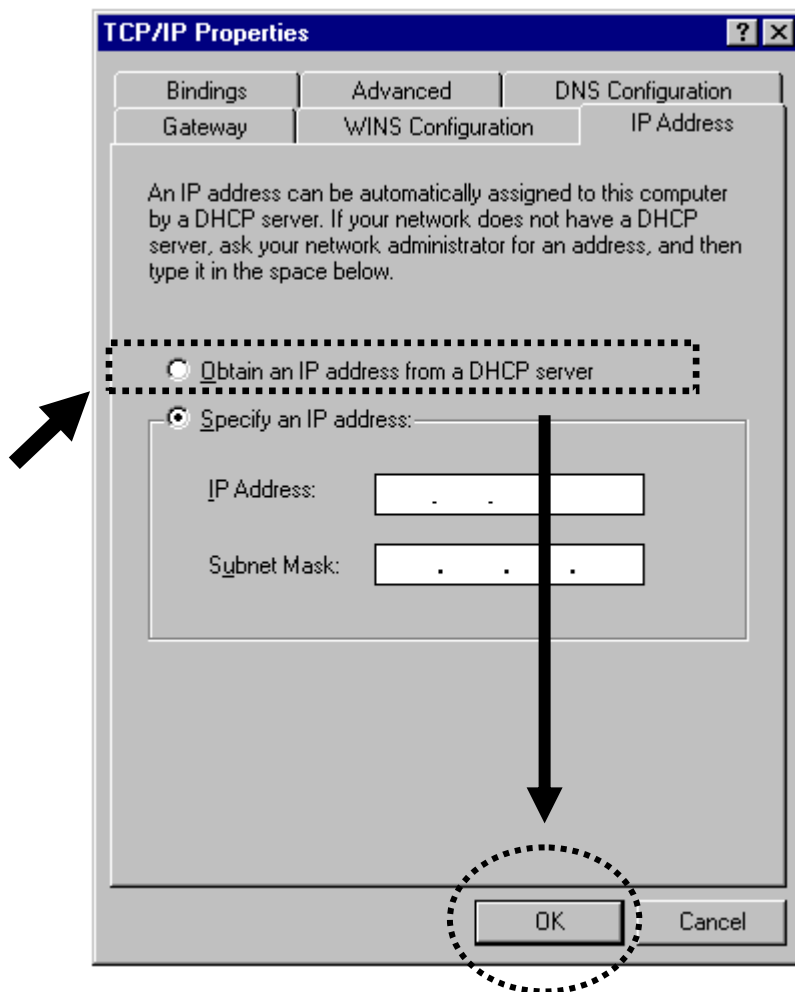 TCP/IP Properties
Bindings Advanced DNS Configuration
Gateway WINS Configuration IP Address
An IP address can be automatically assigned to this computer
by a DHCP server. If your network does not have a DHCP
server, ask your network administrator for an address, and then
type it in the space below.
Obtain an IP address from a DHCP server
Specify an IP address:
IP Address: . .
Subnet Mask: . . .
OK Cancel